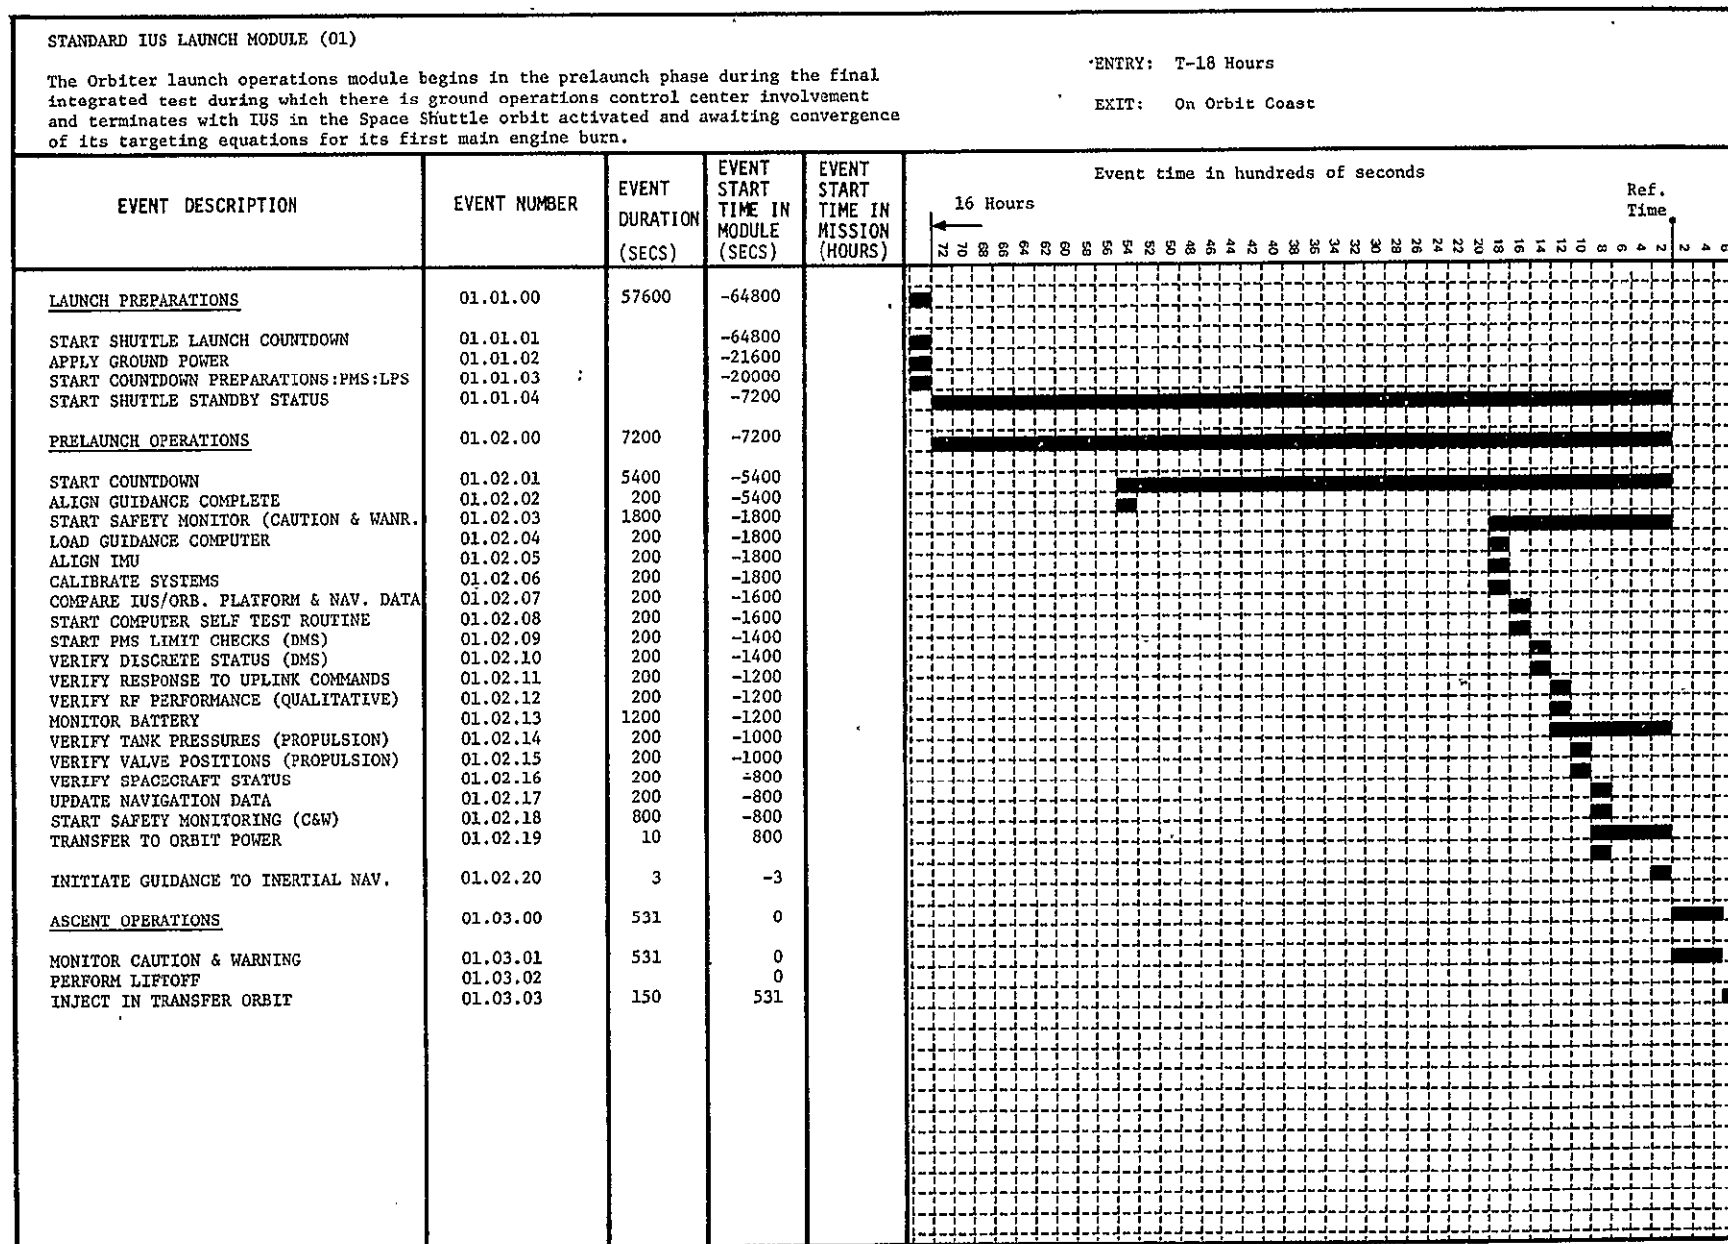 STANDARD IUS LAUNCH MODULE (01)
The Orbiter launch operations module begins in the prelaunch phase during the final
integrated test during which there is ground operations control center involvement
and terminates with IUS in the Space Shuttle orbit activated and awaiting convergence
of its targeting equations for its first main engine burn.
ENTRY: T-18 Hours
EXIT: On Orbit Coast
EVENT DESCRIPTION
EVENT NUMBER
EVENT
DURATION
(SECS)
EVENT
START
TIME IN
MODULE
(SECS)
EVENT
START
TIME IN
MISSION
(HOURS)
Event time in hundreds of seconds
16 Hours
Ref.
Time
72 70 68 66 64 62 60 58 56 54 52 50 48 46 44 42 40 38 36 34 32 30 28 26 24 22 20 18 16 14 12 10 8 6 4 2 2 4 6
LAUNCH PREPARATIONS 01.01.00 57600 -64800
START SHUTTLE LAUNCH COUNTDOWN 01.01.01 -64800
APPLY GROUND POWER 01.01.02 -21600
START COUNTDOWN PREPARATIONS:PMS:LPS 01.01.03 : -20000
START SHUTTLE STANDBY STATUS 01.01.04 -7200
PRELAUNCH OPERATIONS 01.02.00 7200 -7200
START COUNTDOWN 01.02.01 5400 -5400
ALIGN GUIDANCE COMPLETE 01.02.02 200 -5400
START SAFETY MONITOR (CAUTION & WANR. 01.02.03 1800 -1800
LOAD GUIDANCE COMPUTER 01.02.04 200 -1800
ALIGN IMU 01.02.05 200 -1800
CALIBRATE SYSTEMS 01.02.06 200 -1800
COMPARE IUS/ORB. PLATFORM & NAV. DATA 01.02.07 200 -1600
START COMPUTER SELF TEST ROUTINE 01.02.08 200 -1600
START PMS LIMIT CHECKS (DMS) 01.02.09 200 -1400
VERIFY DISCRETE STATUS (DMS) 01.02.10 200 -1400
VERIFY RESPONSE TO UPLINK COMMANDS 01.02.11 200 -1200
VERIFY RF PERFORMANCE (QUALITATIVE) 01.02.12 200 -1200
MONITOR BATTERY 01.02.13 1200 -1200
VERIFY TANK PRESSURES (PROPULSION) 01.02.14 200 -1000
VERIFY VALVE POSITIONS (PROPULSION) 01.02.15 200 -1000
VERIFY SPACECRAFT STATUS 01.02.16 200 -800
UPDATE NAVIGATION DATA 01.02.17 200 -800
START SAFETY MONITORING (C&W) 01.02.18 800 -800
TRANSFER TO ORBIT POWER 01.02.19 10 800
INITIATE GUIDANCE TO INERTIAL NAV. 01.02.20 3 -3
ASCENT OPERATIONS 01.03.00 531 0
MONITOR CAUTION & WARNING 01.03.01 531 0
PERFORM LIFTOFF 01.03.02 0
INJECT IN TRANSFER ORBIT 01.03.03 150 531